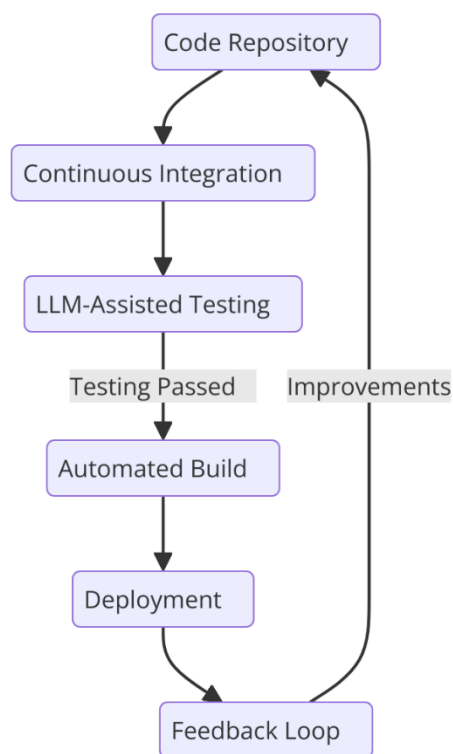 Code Repository
Continuous Integration
LLM-Assisted Testing
Testing Passed
Improvements
Automated Build
Deployment
Feedback Loop